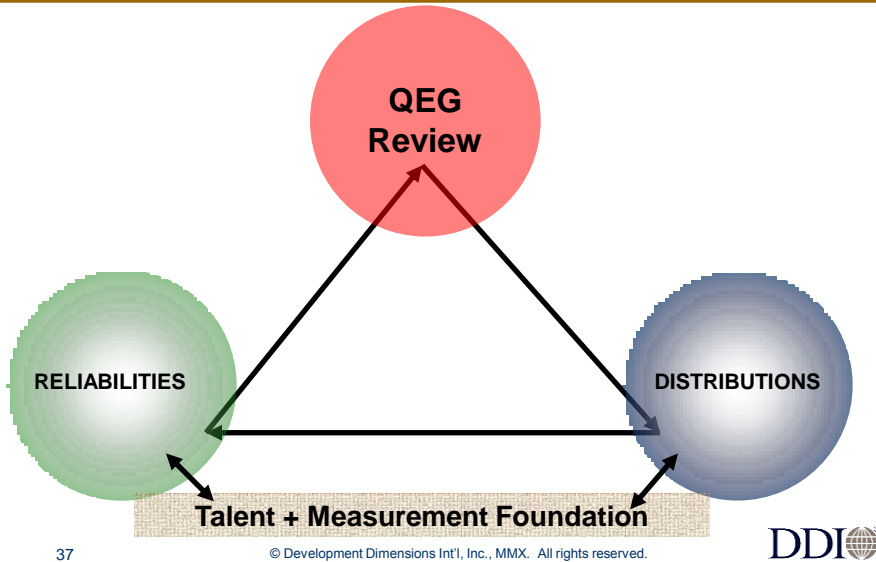 QEG
Review
RELIABILITIES
DISTRIBUTIONS
Talent + Measurement Foundation
37
© Development Dimensions Int'l, Inc., MMX. All rights reserved.
DDI